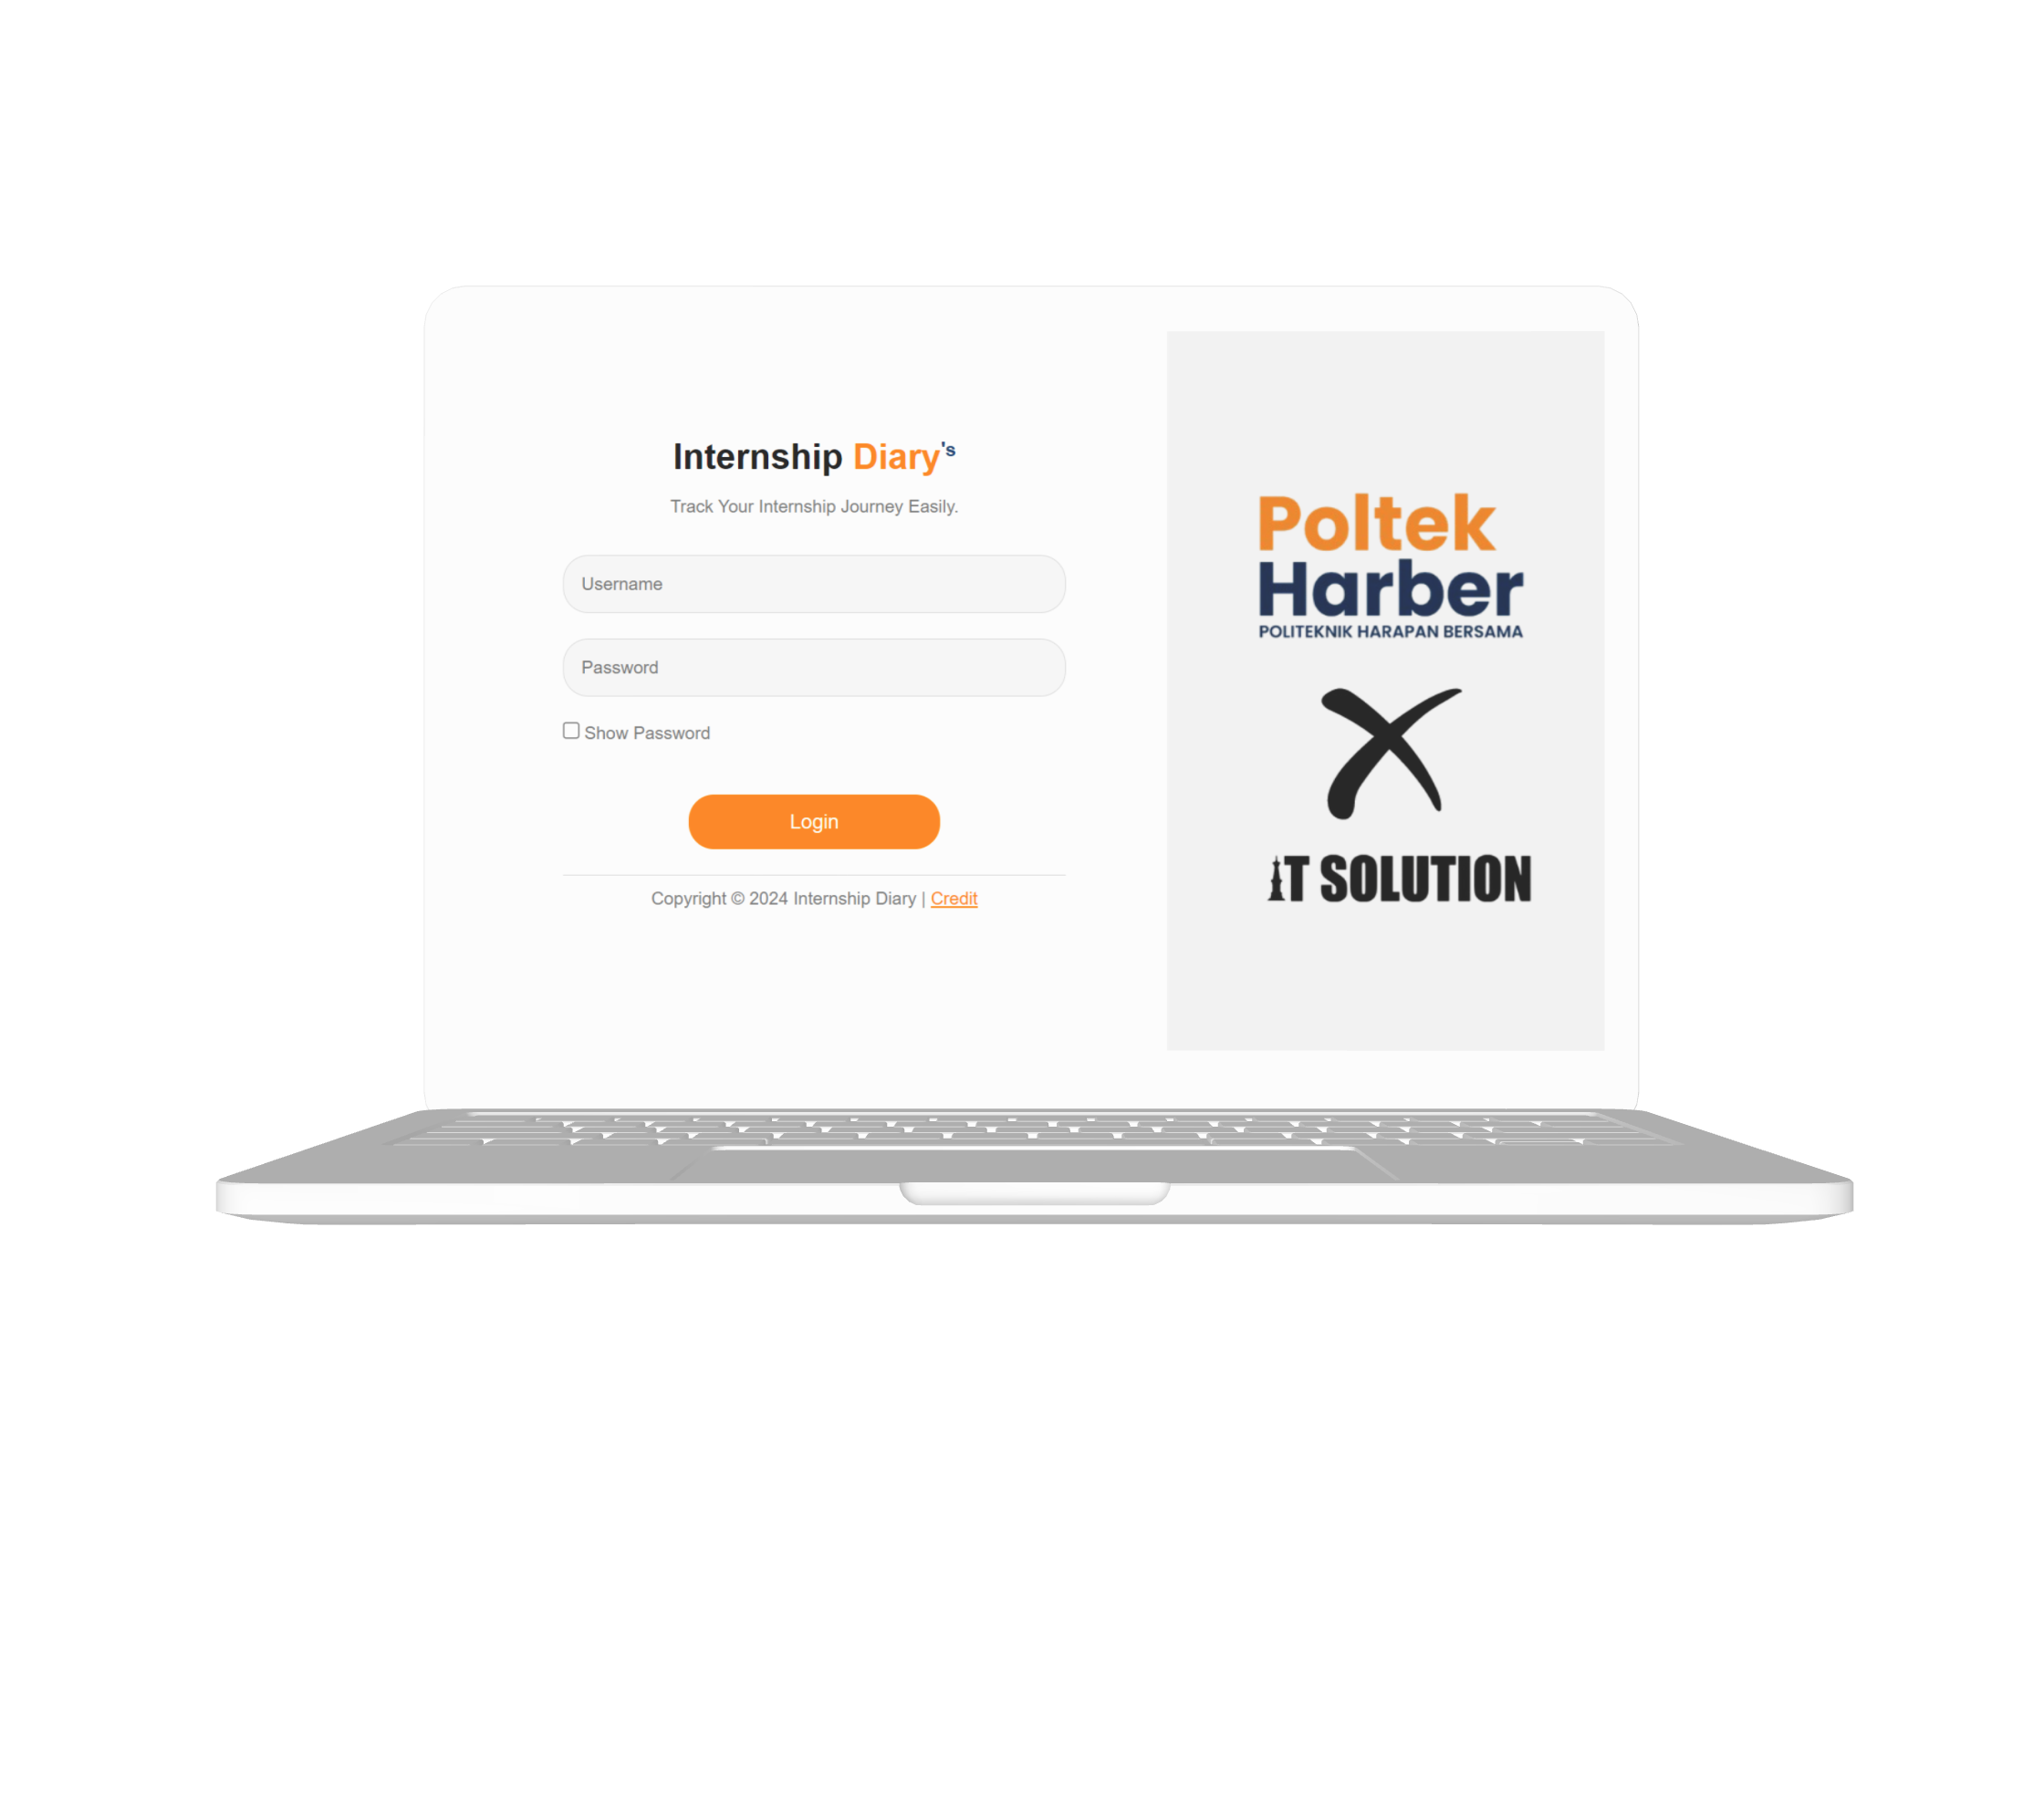 Internship Diary's
Track Your Internship Journey Easily.
Username
Password
Show Password
Login
Copyright © 2024 Internship Diary | Credit
Poltek
Harber
POLITEKNIK HARAPAN BERSAMA
X
IT SOLUTION